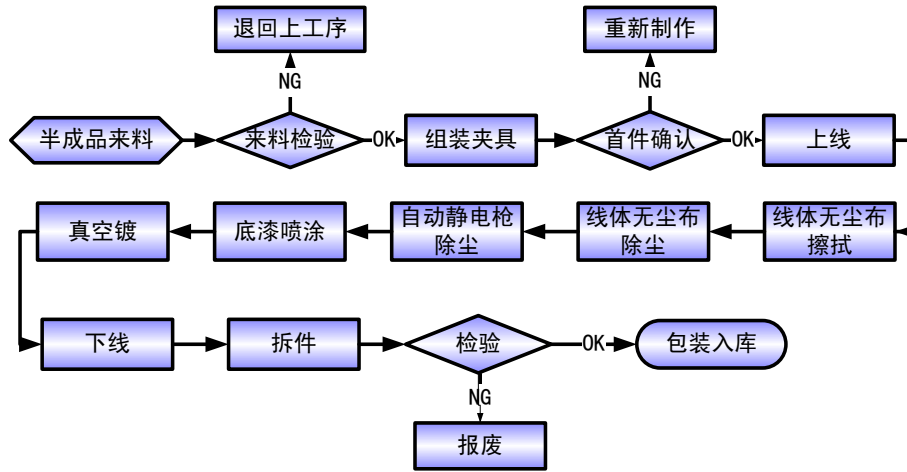 退回上工序
重新制作
NG
NG
半成品来料
来料检验
OK
组装夹具
首件确认
OK
上线
真空镀
底漆喷涂
自动静电枪
除尘
线体无尘布
除尘
线体无尘布
擦拭
下线
拆件
检验
OK
包装入库
NG
报废